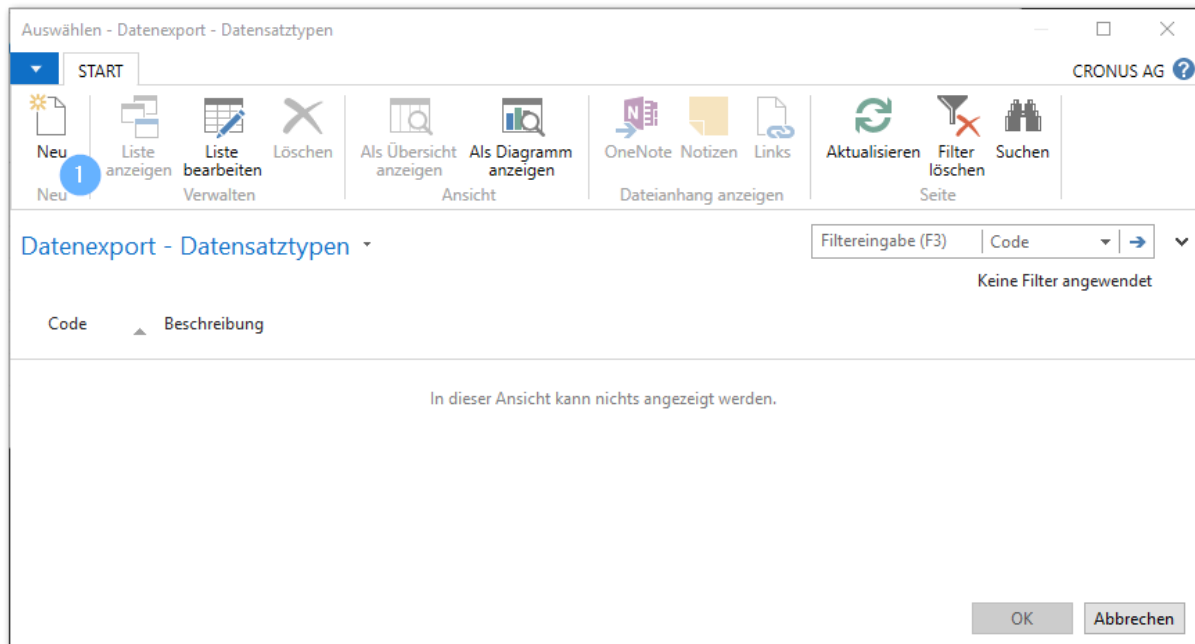 Auswählen - Datenexport - Datensatztypen
START
CRONUS AG ?
Neu
Liste anzeigen
Liste bearbeiten
Löschen
Als Übersicht anzeigen
Als Diagramm anzeigen
OneNote
Notizen
Links
Aktualisieren
Filter löschen
Suchen
1
Neu
Verwalten
Ansicht
Dateianhang anzeigen
Seite
Datenexport - Datensatztypen
Filtereingabe (F3)
Code
Keine Filter angewendet
Code
Beschreibung
In dieser Ansicht kann nichts angezeigt werden.
OK
Abbrechen